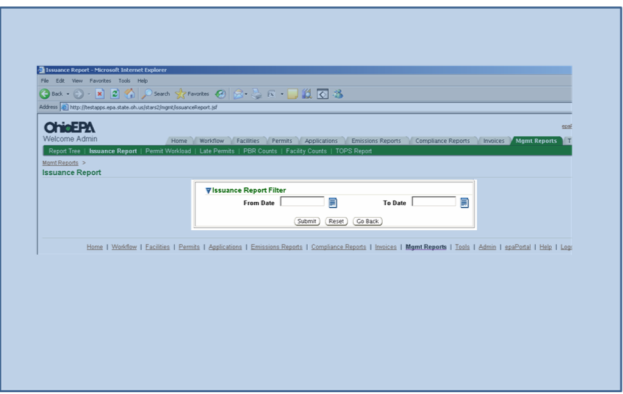 Issuance Report - Microsoft Internet Explorer
File Edit View Favorites Tools Help
Back Search Favorites
Address http://testapps.epa.state.oh.us/stars2/mgmt/issuanceReport.jsf
OhioEPA
Welcome Admin
Home Workflow Facilities Permits Applications Emissions Reports Compliance Reports Invoices Mgmt Reports T
Report Tree | Issuance Report | Permit Workload | Late Permits | PBR Counts | Facility Counts | TOPS Report
Mgmt Reports >
Issuance Report
Issuance Report Filter
From Date To Date
Submit Reset Go Back
Home | Workflow | Facilities | Permits | Applications | Emissions Reports | Compliance Reports | Invoices | Mgmt Reports | Tools | Admin | epaPortal | Help | Log